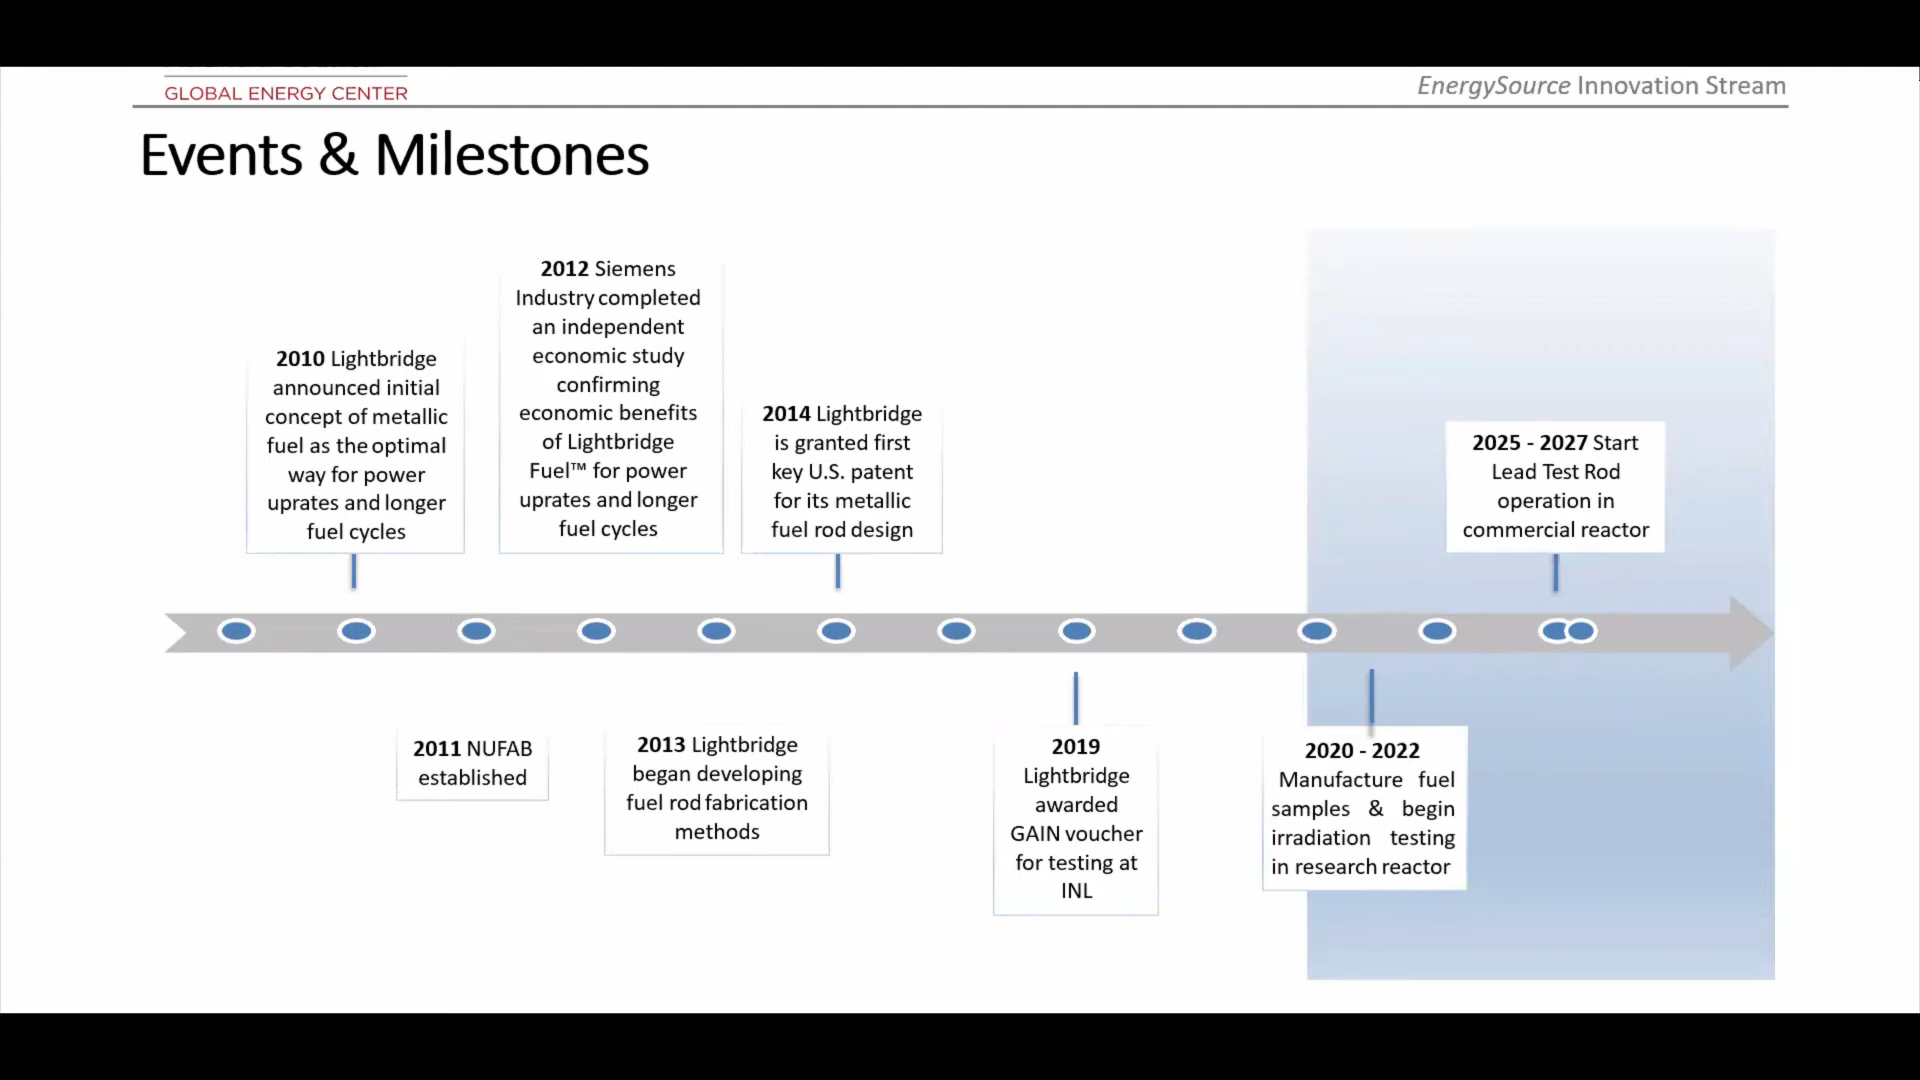 GLOBAL ENERGY CENTER
EnergySource Innovation Stream
Events & Milestones
2010 Lightbridge
announced initial
concept of metallic
fuel as the optimal
way for power
uprates and longer
fuel cycles
2012 Siemens
Industry completed
an independent
economic study
confirming
economic benefits
of Lightbridge
Fuel™ for power
uprates and longer
fuel cycles
2014 Lightbridge
is granted first
key U.S. patent
for its metallic
fuel rod design
2025 - 2027 Start
Lead Test Rod
operation in
commercial reactor
2011 NUFAB
established
2013 Lightbridge
began developing
fuel rod fabrication
methods
2019
Lightbridge
awarded
GAIN voucher
for testing at
INL
2020 - 2022
Manufacture fuel
samples & begin
irradiation testing
in research reactor